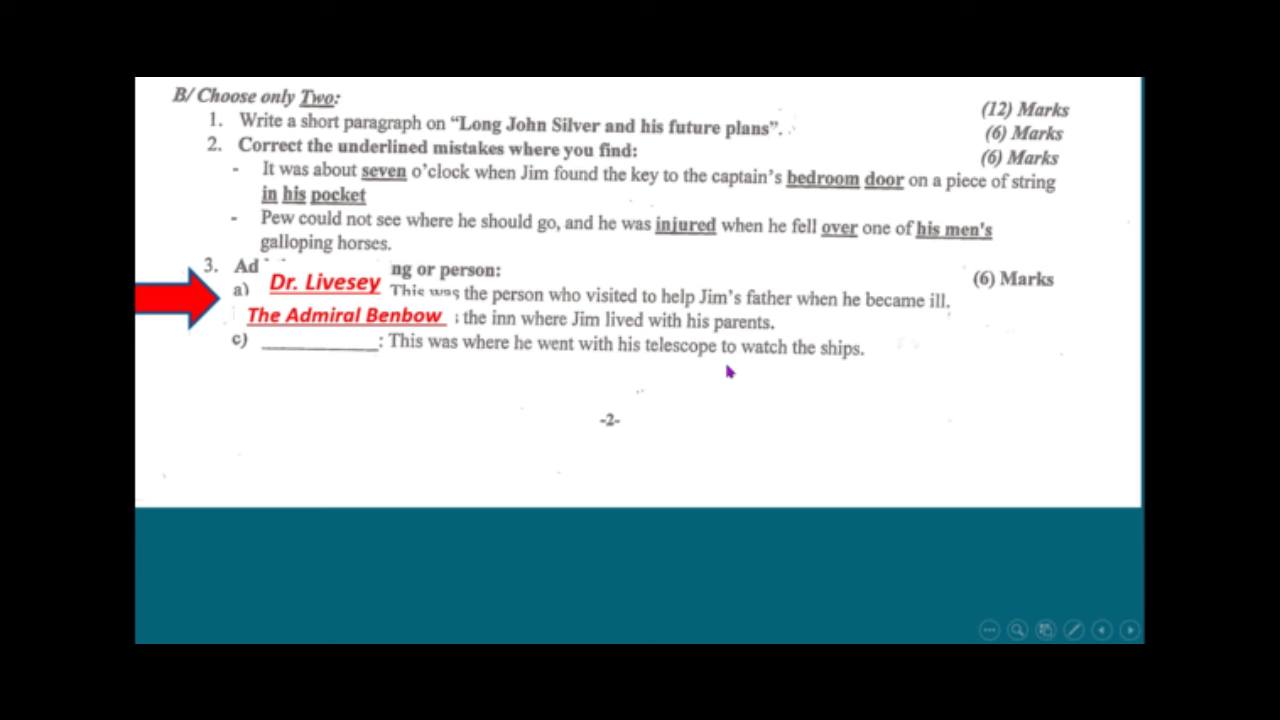 B/ Choose only Two:
(12) Marks
1. Write a short paragraph on “Long John Silver and his future plans”.
(6) Marks
2. Correct the underlined mistakes where you find:
(6) Marks
- It was about seven o’clock when Jim found the key to the captain’s bedroom door on a piece of string
in his pocket
- Pew could not see where he should go, and he was injured when he fell over one of his men's
galloping horses.
3. Ad ng or person:
(6) Marks
a) Dr. Livesey This was the person who visited to help Jim’s father when he became ill.
The Admiral Benbow : the inn where Jim lived with his parents.
c) ___________: This was where he went with his telescope to watch the ships.
-2-